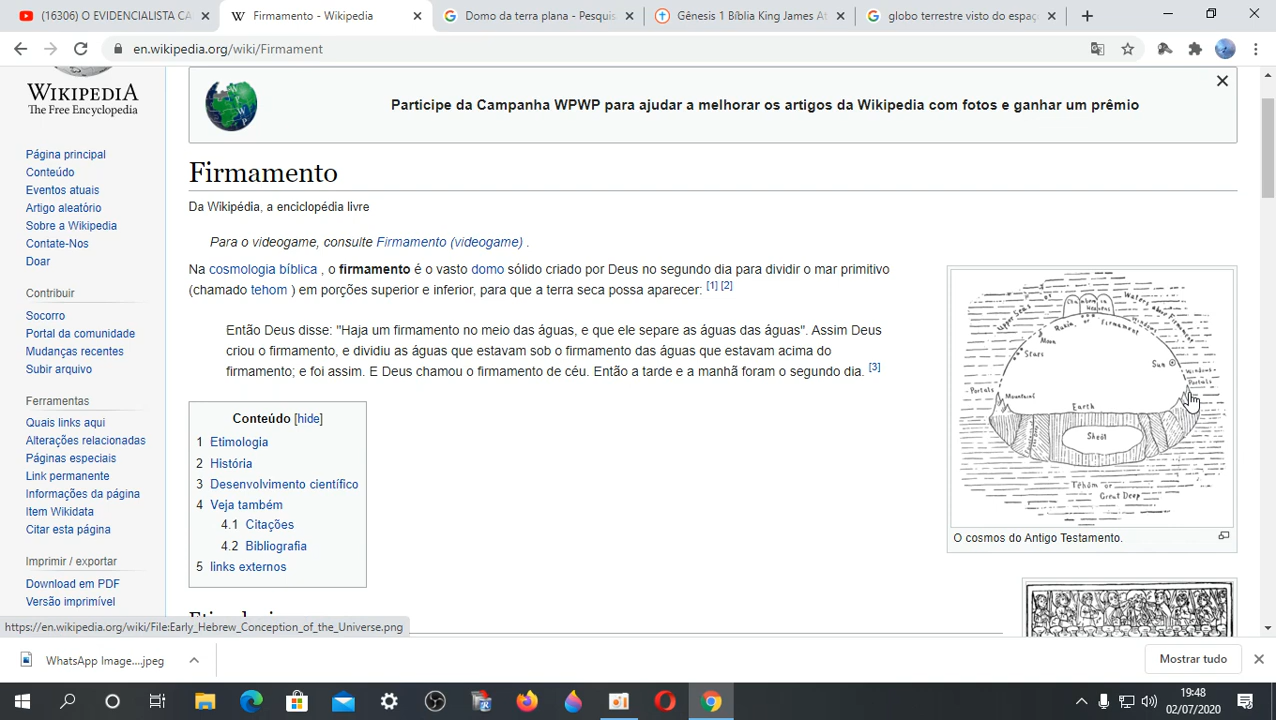 (16306) O EVIDENCIALISTA CA
Firmamento - Wikipedia
Domo da terra plana - Pesquis
Gênesis 1 Bíblia King James At
globo terrestre visto do espaç
en.wikipedia.org/wiki/Firmament
WIKIPEDIA
The Free Encyclopedia
Página principal
Conteúdo
Eventos atuais
Artigo aleatório
Sobre a Wikipedia
Contate-Nos
Doar
Contribuir
Socorro
Portal da comunidade
Mudanças recentes
Subir arquivo
Ferramentas
Quais links aqui
Alterações relacionadas
Páginas especiais
Link permanente
Informações da página
Item Wikidata
Citar esta página
Imprimir / exportar
Download em PDF
Versão imprimível
Participe da Campanha WPWP para ajudar a melhorar os artigos da Wikipedia com fotos e ganhar um prêmio
Firmamento
Da Wikipédia, a enciclopédia livre
Para o videogame, consulte Firmamento (videogame) .
Na cosmologia bíblica , o firmamento é o vasto domo sólido criado por Deus no segundo dia para dividir o mar primitivo
(chamado tehom ) em porções superior e inferior, para que a terra seca possa aparecer: [1] [2]
Então Deus disse: "Haja um firmamento no meio das águas, e que ele separe as águas das águas". Assim Deus
criou o firmamento, e dividiu as águas que estavam sob o firmamento das águas que estavam acima do
firmamento; e foi assim. E Deus chamou o firmamento de céu. Então a tarde e a manhã foram o segundo dia. [3]
Conteúdo [hide]
1 Etimologia
2 História
3 Desenvolvimento científico
4 Veja também
4.1 Citações
4.2 Bibliografia
5 links externos
Moon
Rakia
Firmament
Stars
Sun
Windows
Portals
Portals
Mountains
Earth
Sheol
Tehom or
Great Deep
O cosmos do Antigo Testamento.
https://en.wikipedia.org/wiki/File:Early_Hebrew_Conception_of_the_Universe.png
WhatsApp Image....jpeg
Mostrar tudo
19:48
02/07/2020